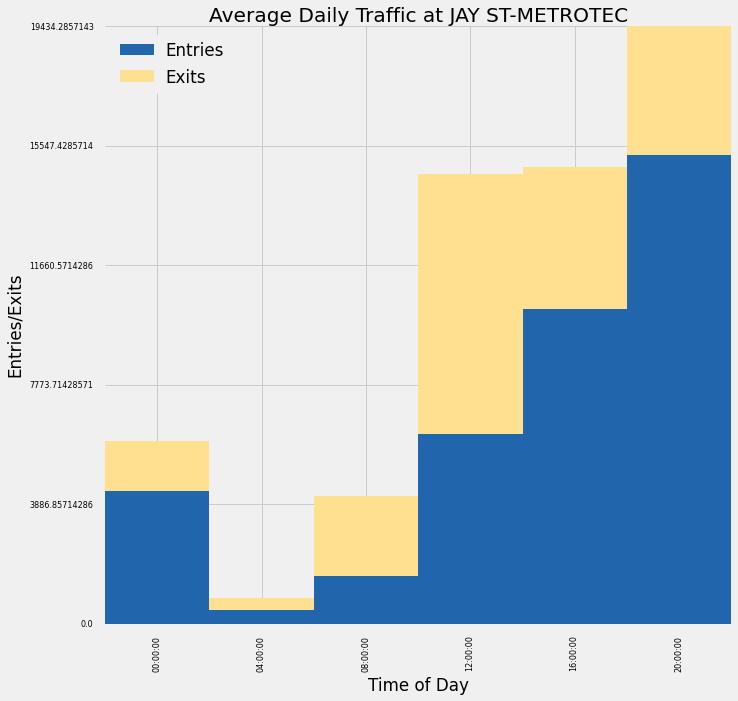 Average Daily Traffic at JAY ST-METROTEC
19434.2857143
Entries
Exits
15547.4285714
11660.5714286
Entries/Exits
7773.71428571
3886.85714286
0.0
00:00:00
04:00:00
08:00:00
12:00:00
16:00:00
20:00:00
Time of Day